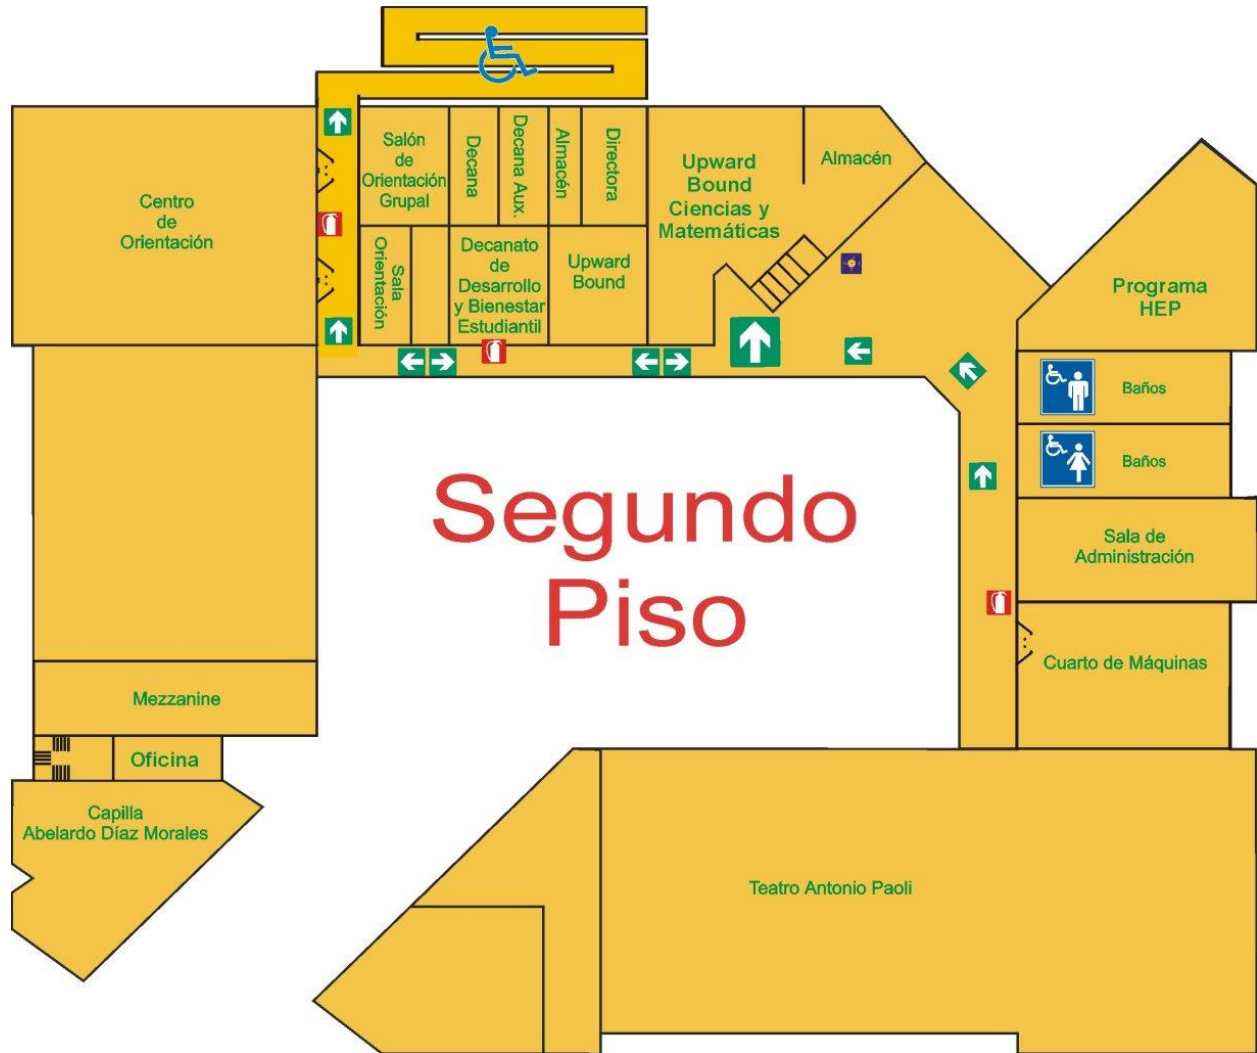 Centro
de
Orientación
Salón
de
Orientación
Grupal
Decana
Decana Aux.
Almacén
Directora
Upward
Bound
Ciencias y
Matemáticas
Almacén
Sala
Orientación
Decanato
de
Desarrollo
y Bienestar
Estudiantil
Upward
Bound
Programa
HEP
Baños
Baños
Segundo
Piso
Sala de
Administración
Cuarto de Máquinas
Mezzanine
Oficina
Capilla
Abelardo Díaz Morales
Teatro Antonio Paoli